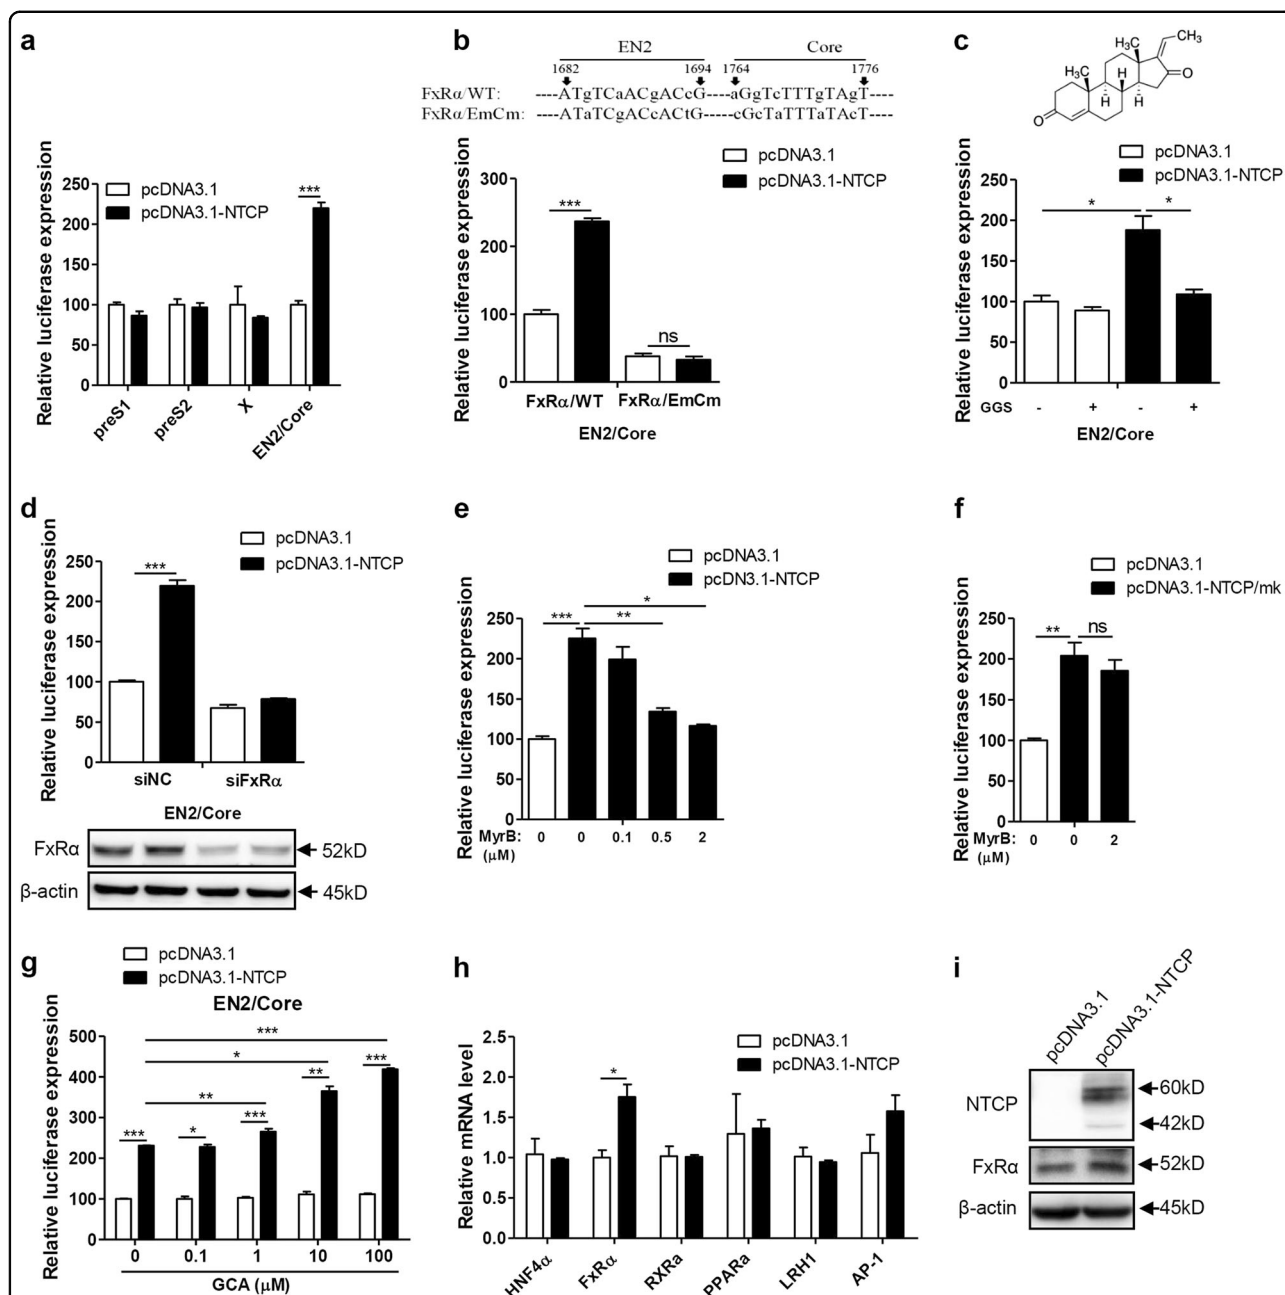 a
Relative luciferase expression
pcDNA3.1
pcDNA3.1-NTCP
***
250
200
150
100
50
0
preS1
preS2
X
EN2/Core
b
EN2
Core
1682
1694
1764
1776
FxRα/WT: ----ATgTCaACgACcG-----aGgTcTTTgTAgT----
FxRα/EmCm: ----ATaTCgACcACtG-----cGcTaTTTaTAcT----
pcDNA3.1
pcDNA3.1-NTCP
Relative luciferase expression
300
250
200
150
100
50
0
***
ns
FxRα/WT
FxRα/EmCm
EN2/Core
c
H₃C
CH₃
CH₃
O
H
H
H
O
pcDNA3.1
pcDNA3.1-NTCP
Relative luciferase expression
250
200
150
100
50
0
*
*
GGS - + - +
EN2/Core
d
pcDNA3.1
pcDNA3.1-NTCP
Relative luciferase expression
250
200
150
100
50
0
***
siNC
siFxRα
EN2/Core
FxRα
52kD
β-actin
45kD
e
pcDNA3.1
pcDN3.1-NTCP
Relative luciferase expression
250
200
150
100
50
0
***
**
*
MyrB: 0 0 0.1 0.5 2
(μM)
f
pcDNA3.1
pcDNA3.1-NTCP/mk
Relative luciferase expression
250
200
150
100
50
0
**
ns
MyrB: 0 0 2
(μM)
g
pcDNA3.1
pcDNA3.1-NTCP
EN2/Core
Relative luciferase expression
500
400
300
200
100
0
***
*
**
***
*
***
**
***
0 0.1 1 10 100
GCA (μM)
h
pcDNA3.1
pcDNA3.1-NTCP
Relative mRNA level
2.5
2.0
1.5
1.0
0.5
0.0
*
HNF4α
FxRα
RXRa
PPARa
LRH1
AP-1
i
pcDNA3.1
pcDNA3.1-NTCP
NTCP
60kD
42kD
FxRα
52kD
β-actin
45kD